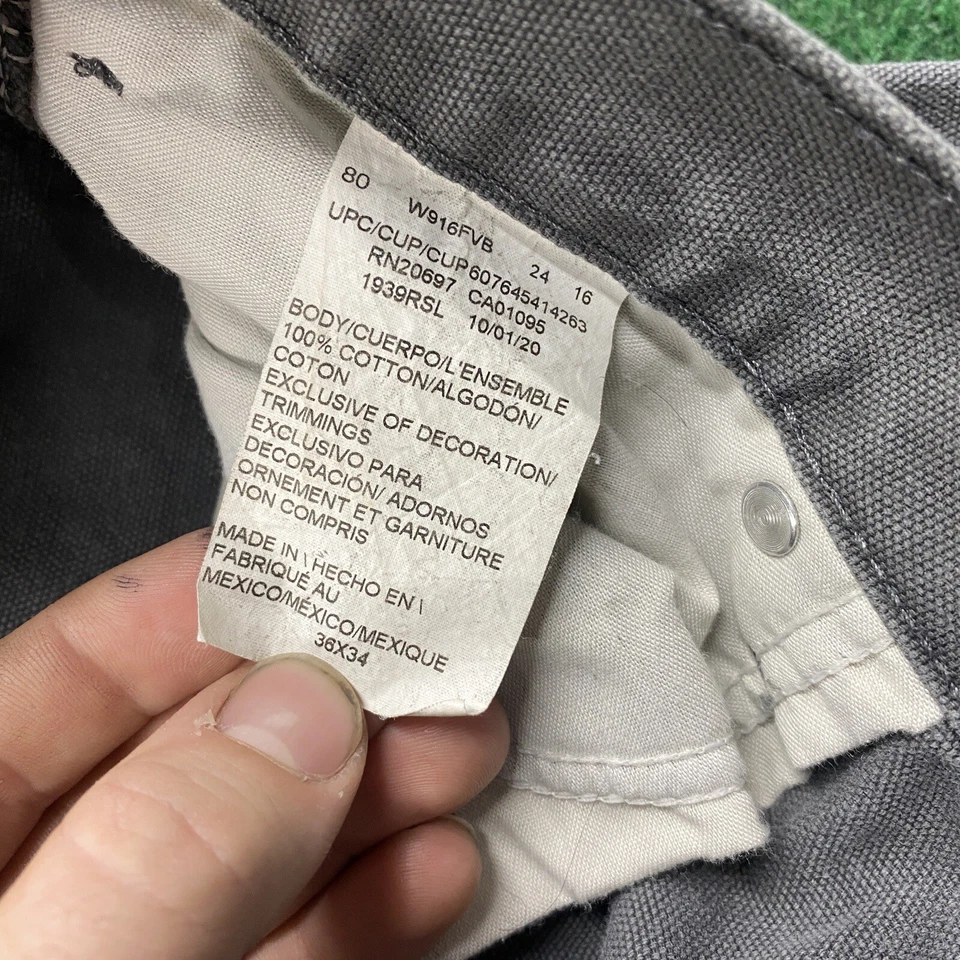 80 W916FVB 24 16
UPC/CUP/CUP607645414263
RN20697 CA01095
1939RSL 10/01/20
BODY/CUERPO/L'ENSEMBLE
100% COTTON/ALGODÓN/
COTON
EXCLUSIVE OF DECORATION/
TRIMMINGS
EXCLUSIVO PARA
DECORACIÓN/ ADORNOS
ORNEMENT ET GARNITURE
NON COMPRIS
MADE IN \ HECHO EN \
FABRIQUÉ AU
MEXICO/MÉXICO/MEXIQUE
36X34